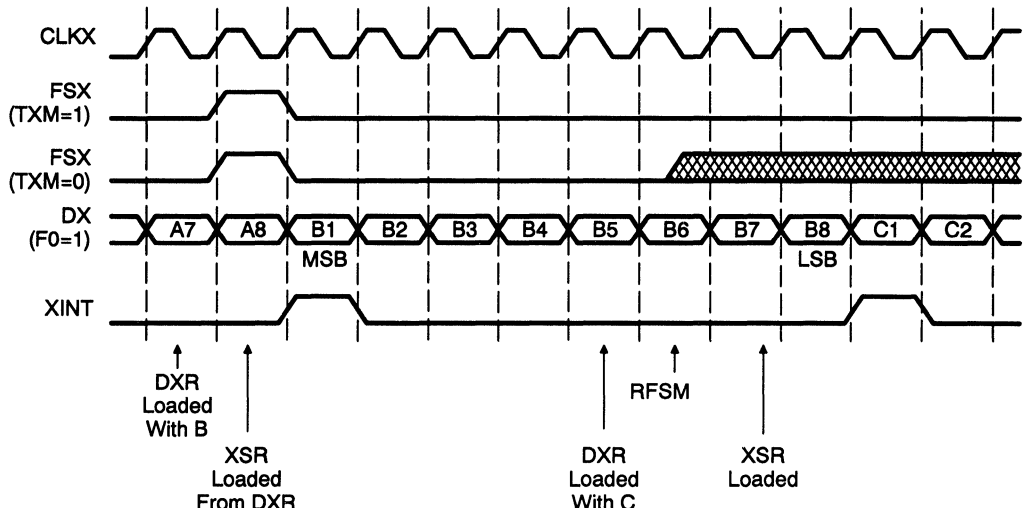 CLKX
FSX
(TXM=1)
FSX
(TXM=0)
DX
(F0=1)
A7 A8 B1 B2 B3 B4 B5 B6 B7 B8 C1 C2
MSB LSB
XINT
DXR
Loaded
With B
XSR
Loaded
From DXR
DXR
Loaded
With C
RFSM
XSR
Loaded